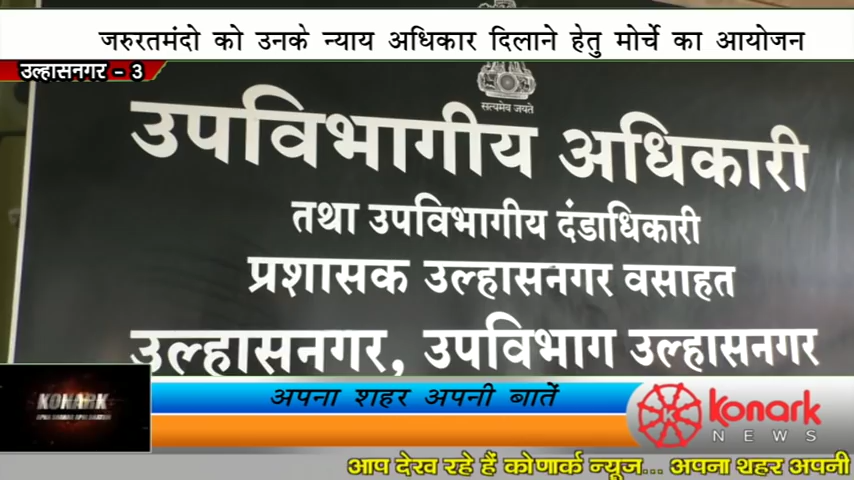 जरुरतमंदो को उनके न्याय अधिकार दिलाने हेतु मोर्चे का आयोजन
उल्हासनगर – 3
सत्यमेव जयते
उपविभागीय अधिकारी
तथा उपविभागीय दंडाधिकारी
प्रशासक उल्हासनगर वसाहत
उल्हासनगर, उपविभाग उल्हासनगर
KONARK
अपना शहर अपनी बातें
K
konark
NEWS
आप देख रहे हैं कोणार्क न्यूज... अपना शहर अपनी